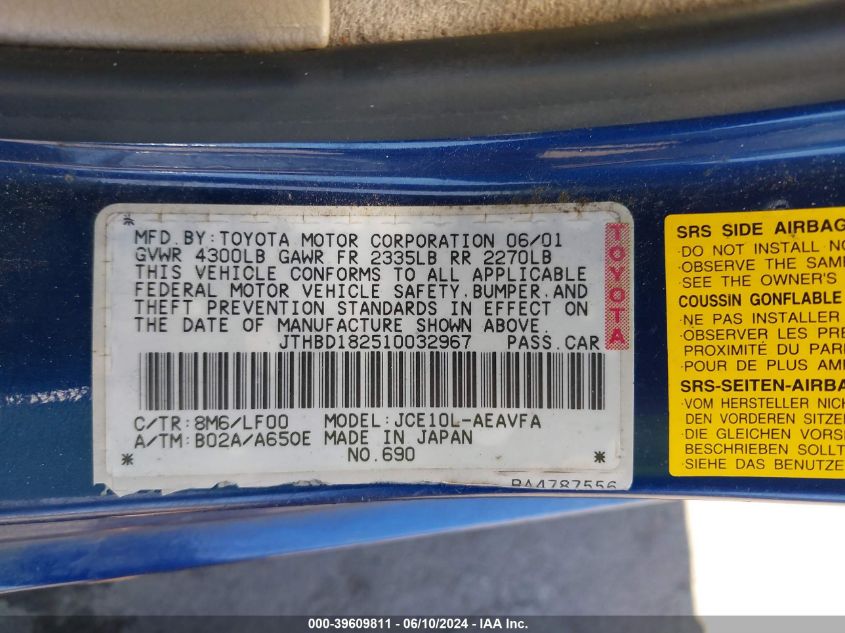 MFD.BY:TOYOTA MOTOR CORPORATION 06/01
GVWR 4300LB GAWR FR 2335LB RR 2270LB
THIS VEHICLE CONFORMS TO ALL APPLICABLE
FEDERAL MOTOR VEHICLE SAFETY,BUMPER,AND
THEFT PREVENTION STANDARDS IN EFFECT ON
THE DATE OF MANUFACTURE SHOWN ABOVE.
JTHBD182510032967 PASS.CAR
TOYOTA
C/TR:8M6/LF00 MODEL:JCE10L-AEAVFA
A/TM:B02A/A650E MADE IN JAPAN
NO.690
PA4787556
SRS SIDE AIRBAG
·DO NOT INSTALL
·OBSERVE THE SAM
·SEE THE OWNER'S
COUSSIN GONFLABLE
·NE PAS INSTALLER
·OBSERVER LES PRE
PROXIMITÉ DU PAR
·POUR DE PLUS AM
SRS-SEITEN-AIRBA
·VOM HERSTELLER NICH
DEN VORDEREN SITZE
·DIE GLEICHEN VORS
BESCHRIEBEN SOLLT
·SIEHE DAS BENUTZE
000-39609811 - 06/10/2024 - IAA Inc.